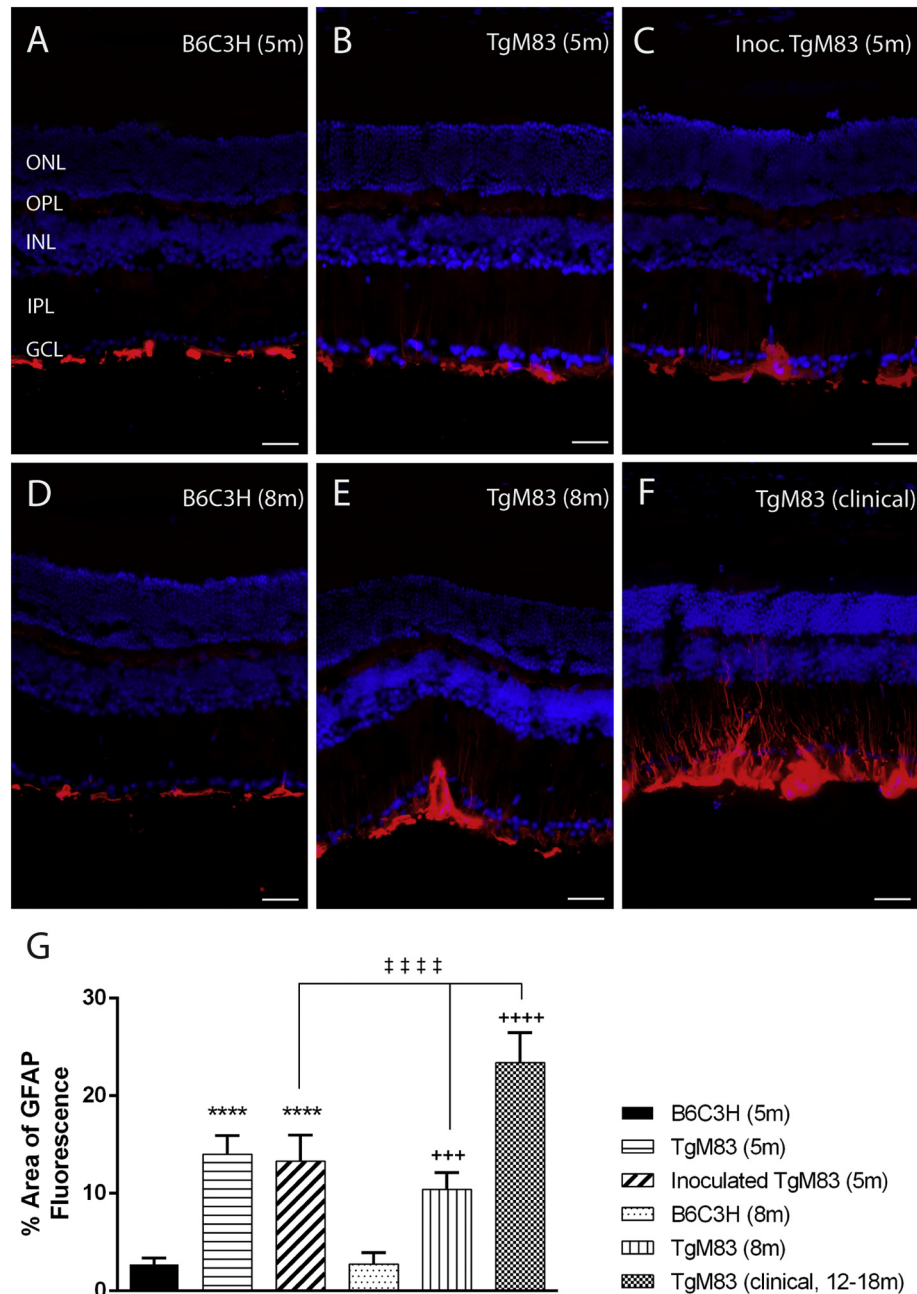 A
B6C3H (5m)
B
TgM83 (5m)
C
Inoc. TgM83 (5m)
ONL
OPL
INL
IPL
GCL
D
B6C3H (8m)
E
TgM83 (8m)
F
TgM83 (clinical)
G
‡ ‡ ‡ ‡
% Area of GFAP
Fluorescence
30
20
10
0
****
****
+++
++++
B6C3H (5m)
TgM83 (5m)
Inoculated TgM83 (5m)
B6C3H (8m)
TgM83 (8m)
TgM83 (clinical, 12-18m)